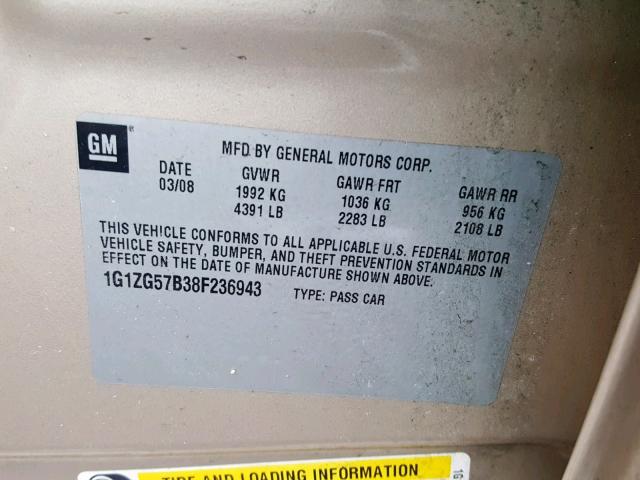 GM
MFD BY GENERAL MOTORS CORP.
DATE GVWR GAWR FRT GAWR RR
03/08 1992 KG 1036 KG 956 KG
4391 LB 2283 LB 2108 LB
THIS VEHICLE CONFORMS TO ALL APPLICABLE U.S. FEDERAL MOTOR
VEHICLE SAFETY, BUMPER, AND THEFT PREVENTION STANDARDS IN
EFFECT ON THE DATE OF MANUFACTURE SHOWN ABOVE.
1G1ZG57B38F236943 TYPE: PASS CAR
TIRE AND LOADING INFORMATION
1G